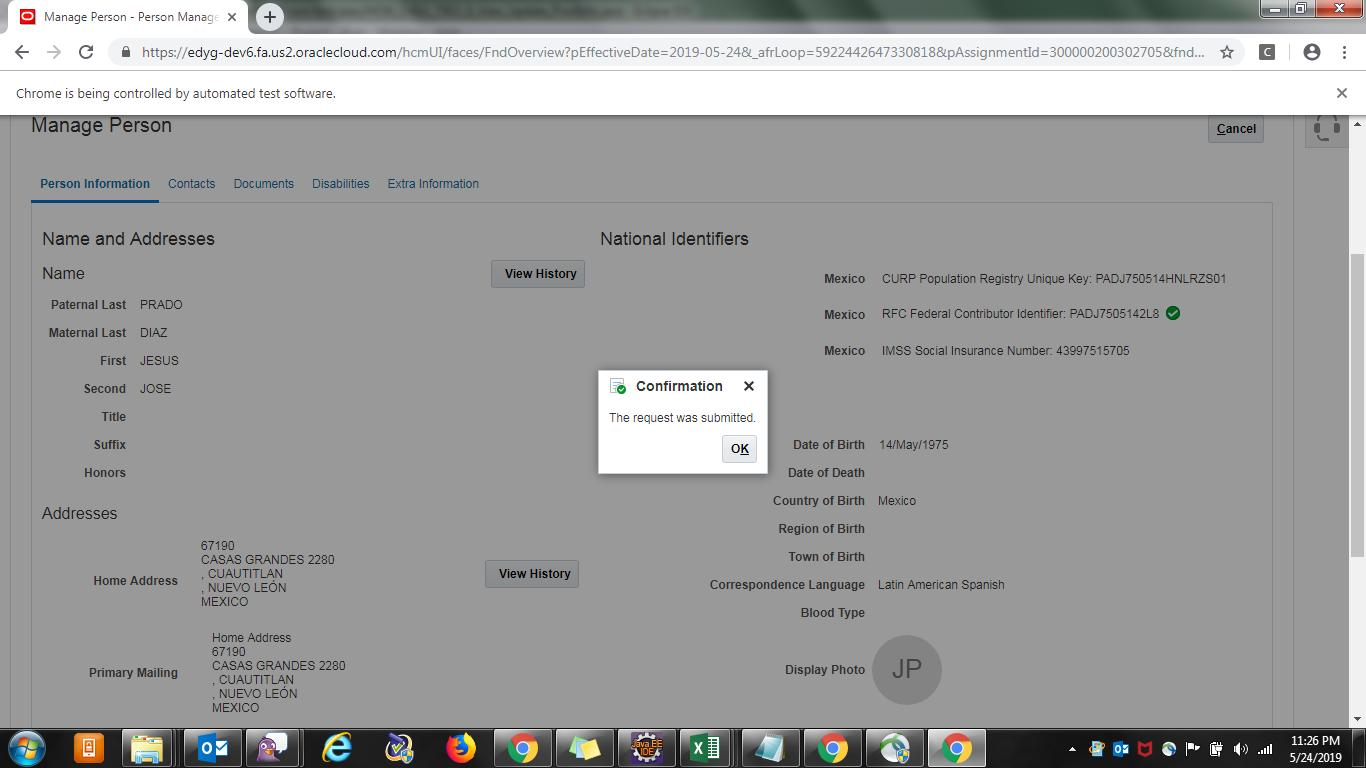 Manage Person - Person Manage
https://edyg-dev6.fa.us2.oraclecloud.com/hcmUI/faces/FndOverview?pEffectiveDate=2019-05-24&_afrLoop=5922442647330818&pAssignmentId=300000200302705&fnd...
Chrome is being controlled by automated test software.
Manage Person
Cancel
Person Information Contacts Documents Disabilities Extra Information
Name and Addresses
Name
View History
Paternal Last PRADO
Maternal Last DIAZ
First JESUS
Second JOSE
Title
Suffix
Honors
Addresses
Home Address
67190
CASAS GRANDES 2280
, CUAUTITLAN
, NUEVO LEÓN
MEXICO
View History
Primary Mailing
Home Address
67190
CASAS GRANDES 2280
, CUAUTITLAN
, NUEVO LEÓN
MEXICO
National Identifiers
Mexico CURP Population Registry Unique Key: PADJ750514HNLRZS01
Mexico RFC Federal Contributor Identifier: PADJ7505142L8
Mexico IMSS Social Insurance Number: 43997515705
Confirmation
The request was submitted.
OK
Date of Birth 14/May/1975
Date of Death
Country of Birth Mexico
Region of Birth
Town of Birth
Correspondence Language Latin American Spanish
Blood Type
Display Photo JP
Java EE
IDE
11:26 PM
5/24/2019